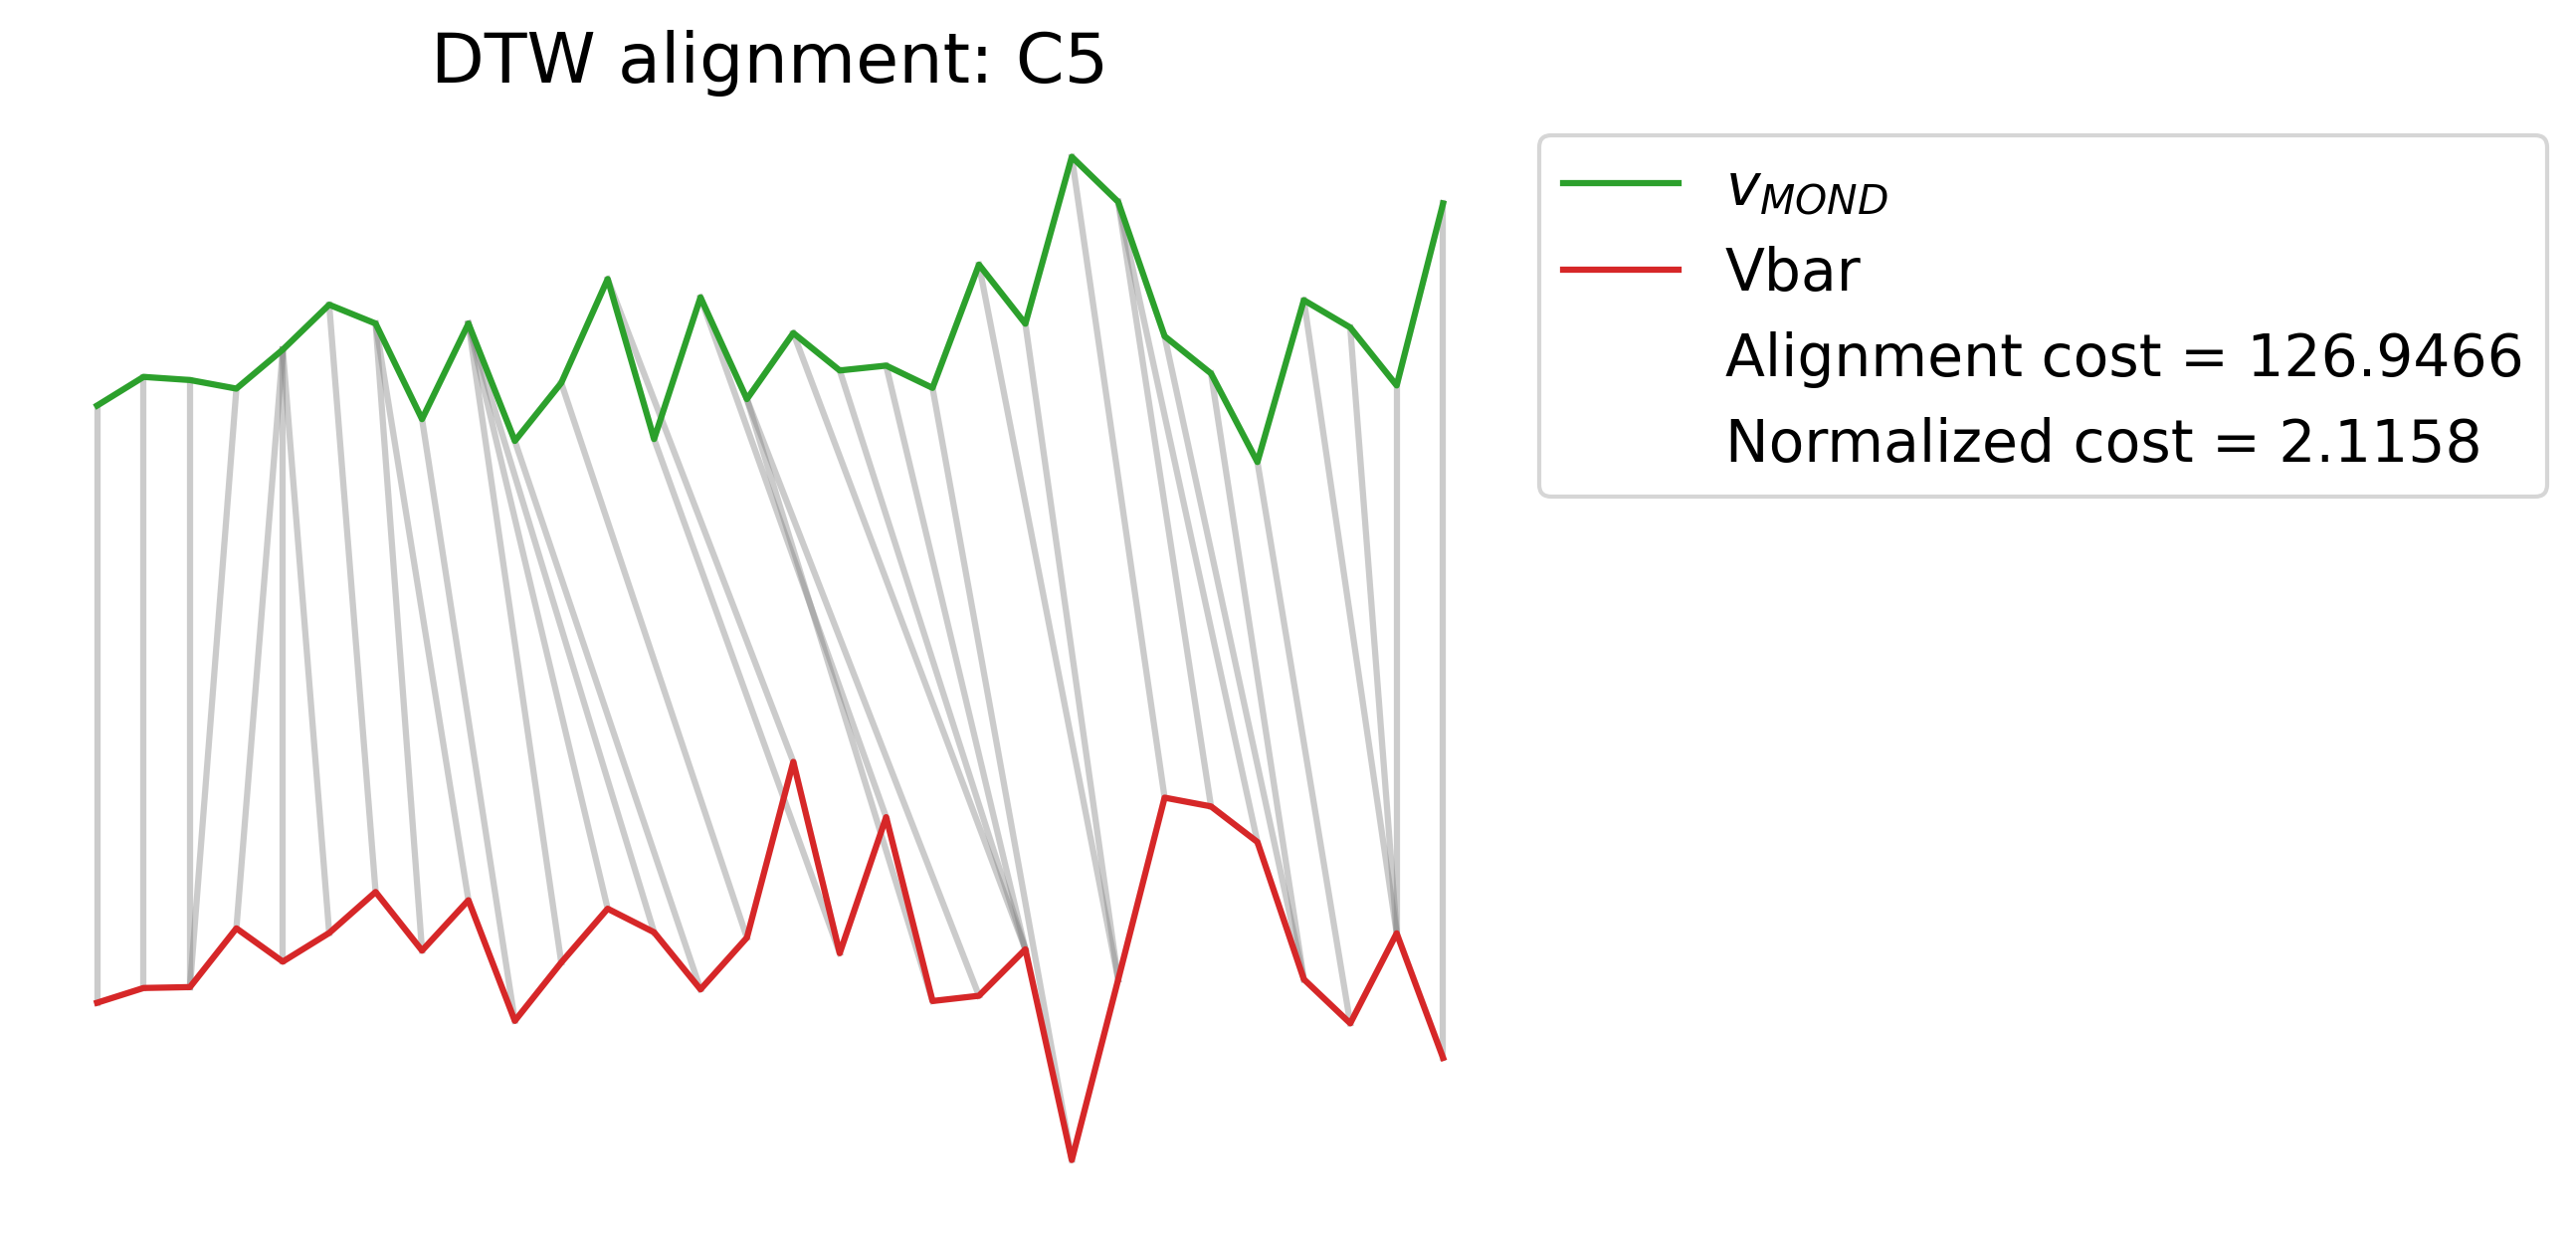 DTW alignment: C5
v_MOND
Vbar
Alignment cost = 126.9466
Normalized cost = 2.1158